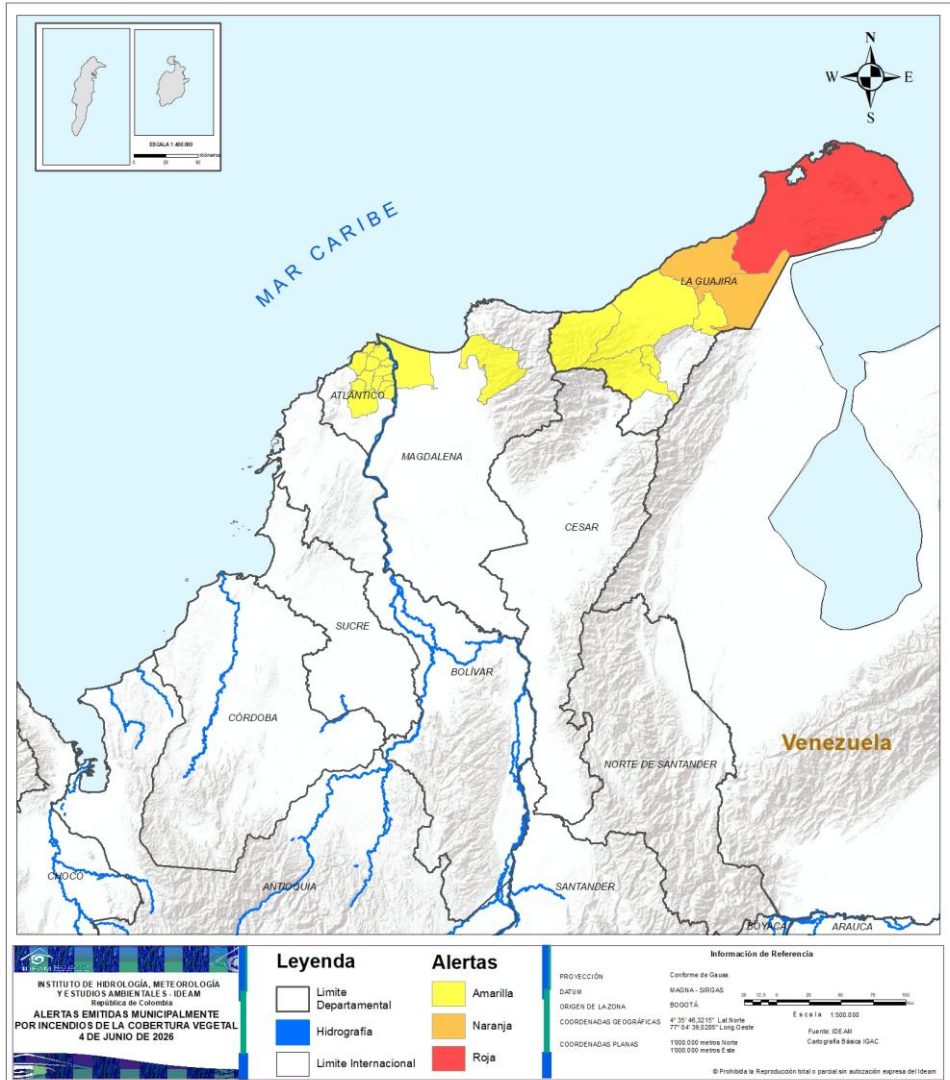 ESCALA 1:400.000
Kilómetros
N
W
E
S
MAR CARIBE
LA GUAJIRA
ATLÁNTICO
MAGDALENA
CESAR
SUCRE
BOLÍVAR
CÓRDOBA
Venezuela
NORTE DE SANTANDER
CHOCÓ
ANTIOQUIA
SANTANDER
BOYACÁ
ARAUCA
IDEAM
INSTITUTO DE HIDROLOGÍA, METEOROLOGÍA
Y ESTUDIOS AMBIENTALES - IDEAM
República de Colombia
ALERTAS EMITIDAS MUNICIPALMENTE
POR INCENDIOS DE LA COBERTURA VEGETAL
4 DE JUNIO DE 2026
Leyenda
Limite
Departamental
Hidrografía
Limite Internacional
Alertas
Amarilla
Naranja
Roja
Información de Referencia
PROYECCIÓN Conforme de Gauss
DATUM MAGNA - SIRGAS
ORIGEN DE LA ZONA BOGOTÁ
COORDENADAS GEOGRÁFICAS 4° 35' 46,3215'' Lat.Norte
77° 04' 39,0285'' Long.Oeste
COORDENADAS PLANAS 1'000.000 metros Norte
1'000.000 metros Este
Escala 1:500.000
Fuente: IDEAM
Cartografía Básica IGAC
© Prohibida la Reproducción total o parcial sin autización expresa del Ideam